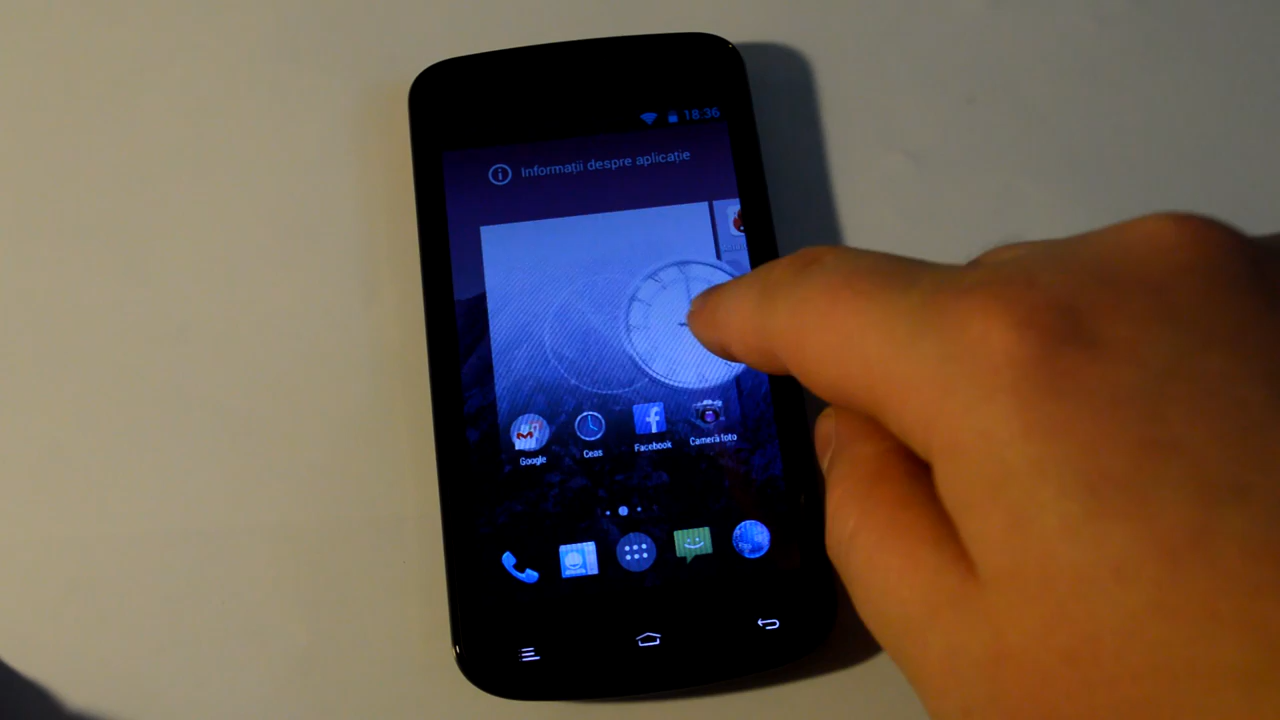 18:36
Informații despre aplicație
Google
Ceas
Facebook
Cameră foto